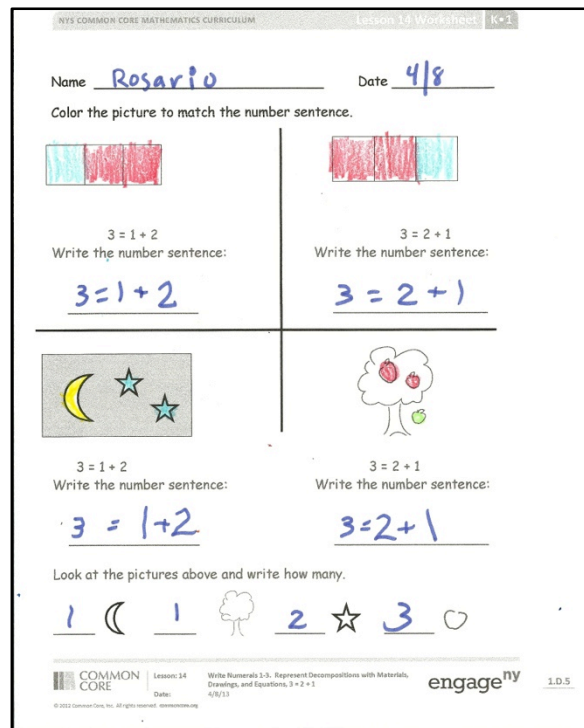 NYS COMMON CORE MATHEMATICS CURRICULUM Lesson 14 Worksheet K•1
Name Rosario Date 4/8
Color the picture to match the number sentence.
3 = 1 + 2
Write the number sentence:
3=1+2
3 = 2 + 1
Write the number sentence:
3 = 2 + 1
3 = 1 + 2
Write the number sentence:
3 = 1+2
3 = 2 + 1
Write the number sentence:
3=2+1
Look at the pictures above and write how many.
1 1 2 3
COMMON CORE
Lesson: 14
Date:
Write Numerals 1-3. Represent Decompositions with Materials,
Drawings, and Equations, 3 = 2 + 1
4/8/13
engageny
1.D.5
© 2012 Common Core, Inc. All rights reserved. commoncore.org